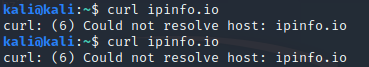 kali@kali:~$ curl ipinfo.io
curl: (6) Could not resolve host: ipinfo.io
kali@kali:~$ curl ipinfo.io
curl: (6) Could not resolve host: ipinfo.io